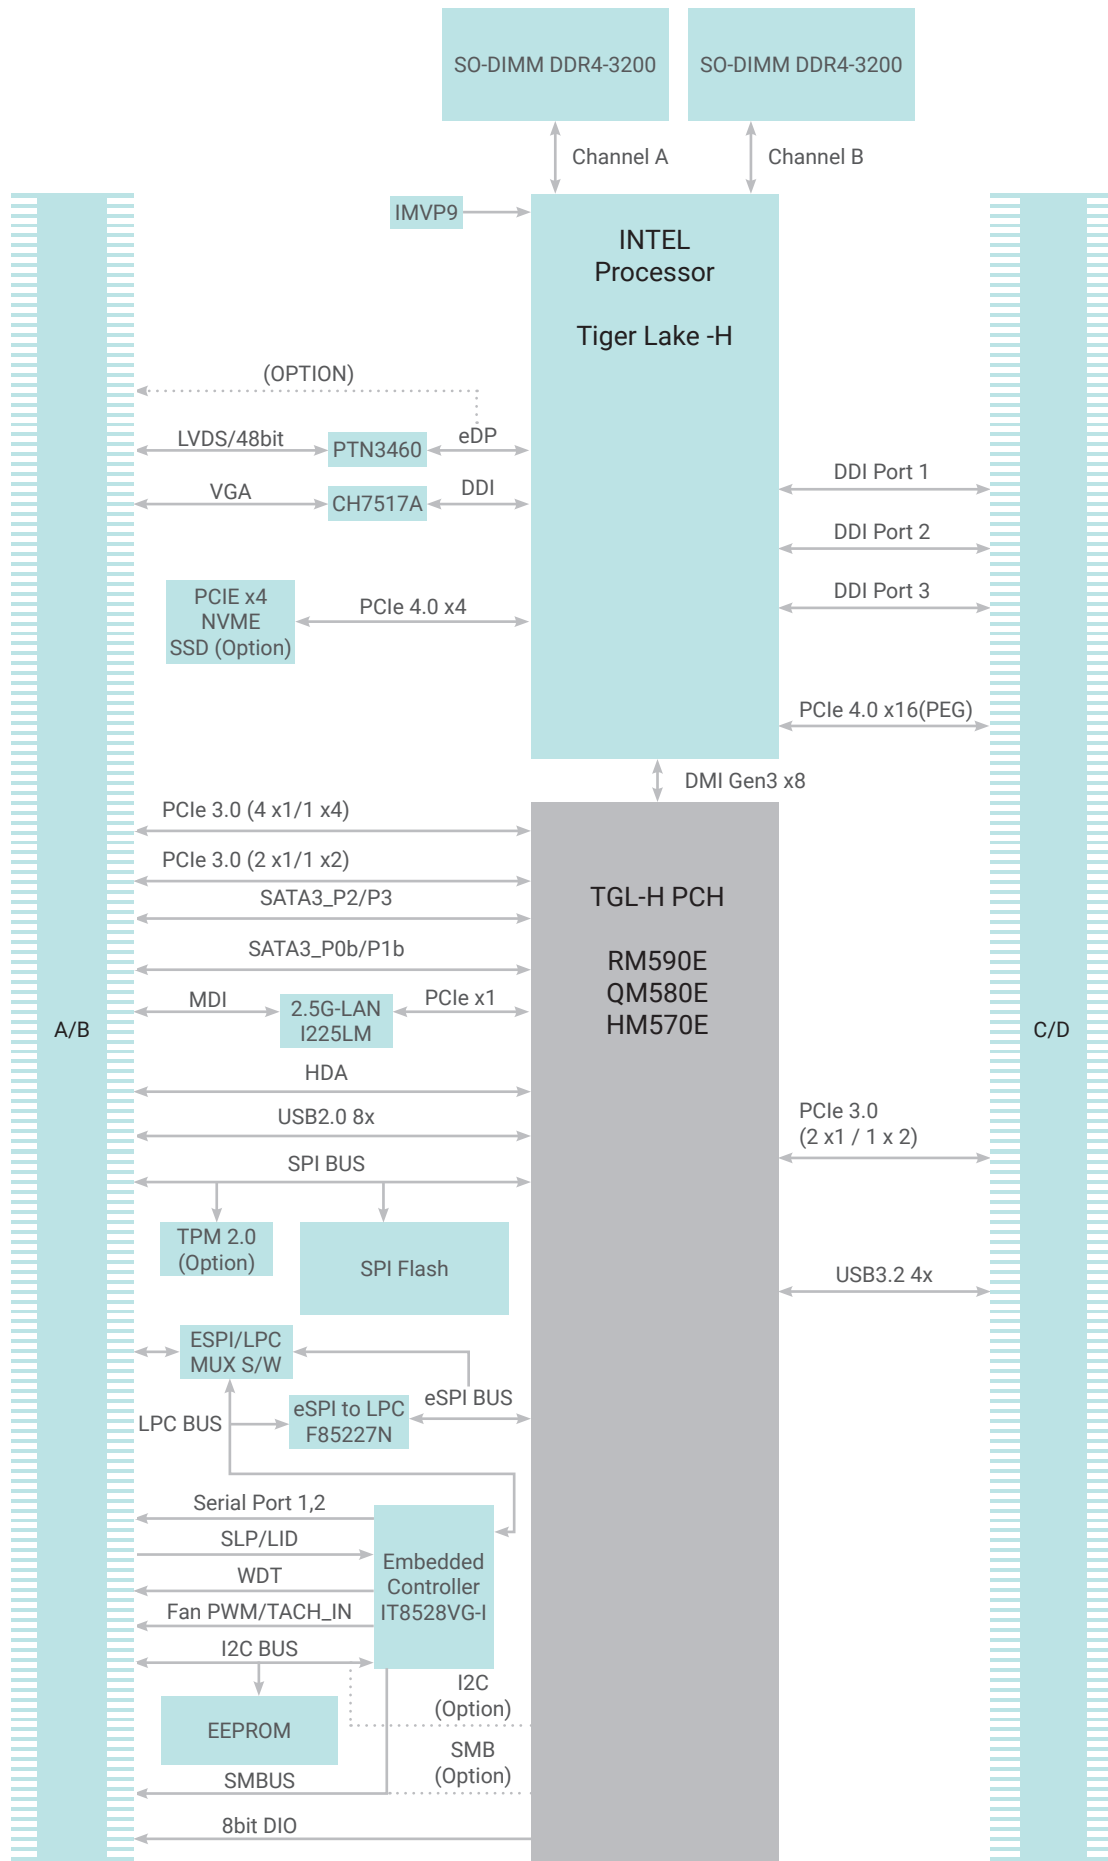 SO-DIMM DDR4-3200
SO-DIMM DDR4-3200
Channel A
Channel B
IMVP9
INTEL
Processor
Tiger Lake -H
(OPTION)
LVDS/48bit
PTN3460
eDP
VGA
CH7517A
DDI
DDI Port 1
DDI Port 2
DDI Port 3
PCIE x4
NVME
SSD (Option)
PCIe 4.0 x4
PCIe 4.0 x16(PEG)
DMI Gen3 x8
PCIe 3.0 (4 x1/1 x4)
PCIe 3.0 (2 x1/1 x2)
SATA3_P2/P3
SATA3_P0b/P1b
TGL-H PCH
RM590E
QM580E
HM570E
MDI
2.5G-LAN
I225LM
PCIe x1
A/B
C/D
HDA
USB2.0 8x
SPI BUS
PCIe 3.0
(2 x1 / 1 x 2)
TPM 2.0
(Option)
SPI Flash
USB3.2 4x
ESPI/LPC
MUX S/W
eSPI BUS
LPC BUS
eSPI to LPC
F85227N
Serial Port 1,2
SLP/LID
WDT
Fan PWM/TACH_IN
I2C BUS
Embedded
Controller
IT8528VG-I
I2C
(Option)
EEPROM
SMB
(Option)
SMBUS
8bit DIO